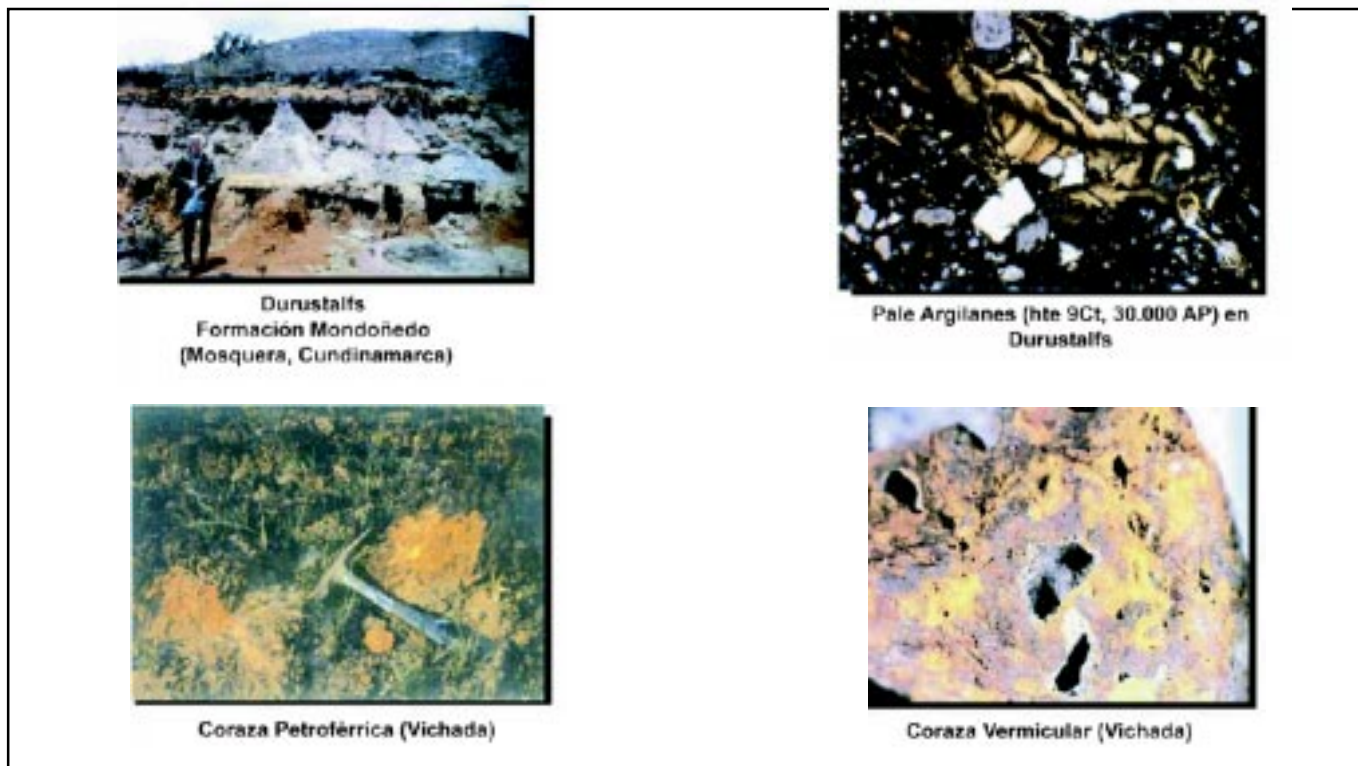 Durustalfs
Formación Mondoñedo
(Mosquera, Cundinamarca)
Pale Argilanes (hte 9Ct, 30.000 AP) en
Durustalfs
Coraza Petroférrica (Vichada)
Coraza Vermicular (Vichada)